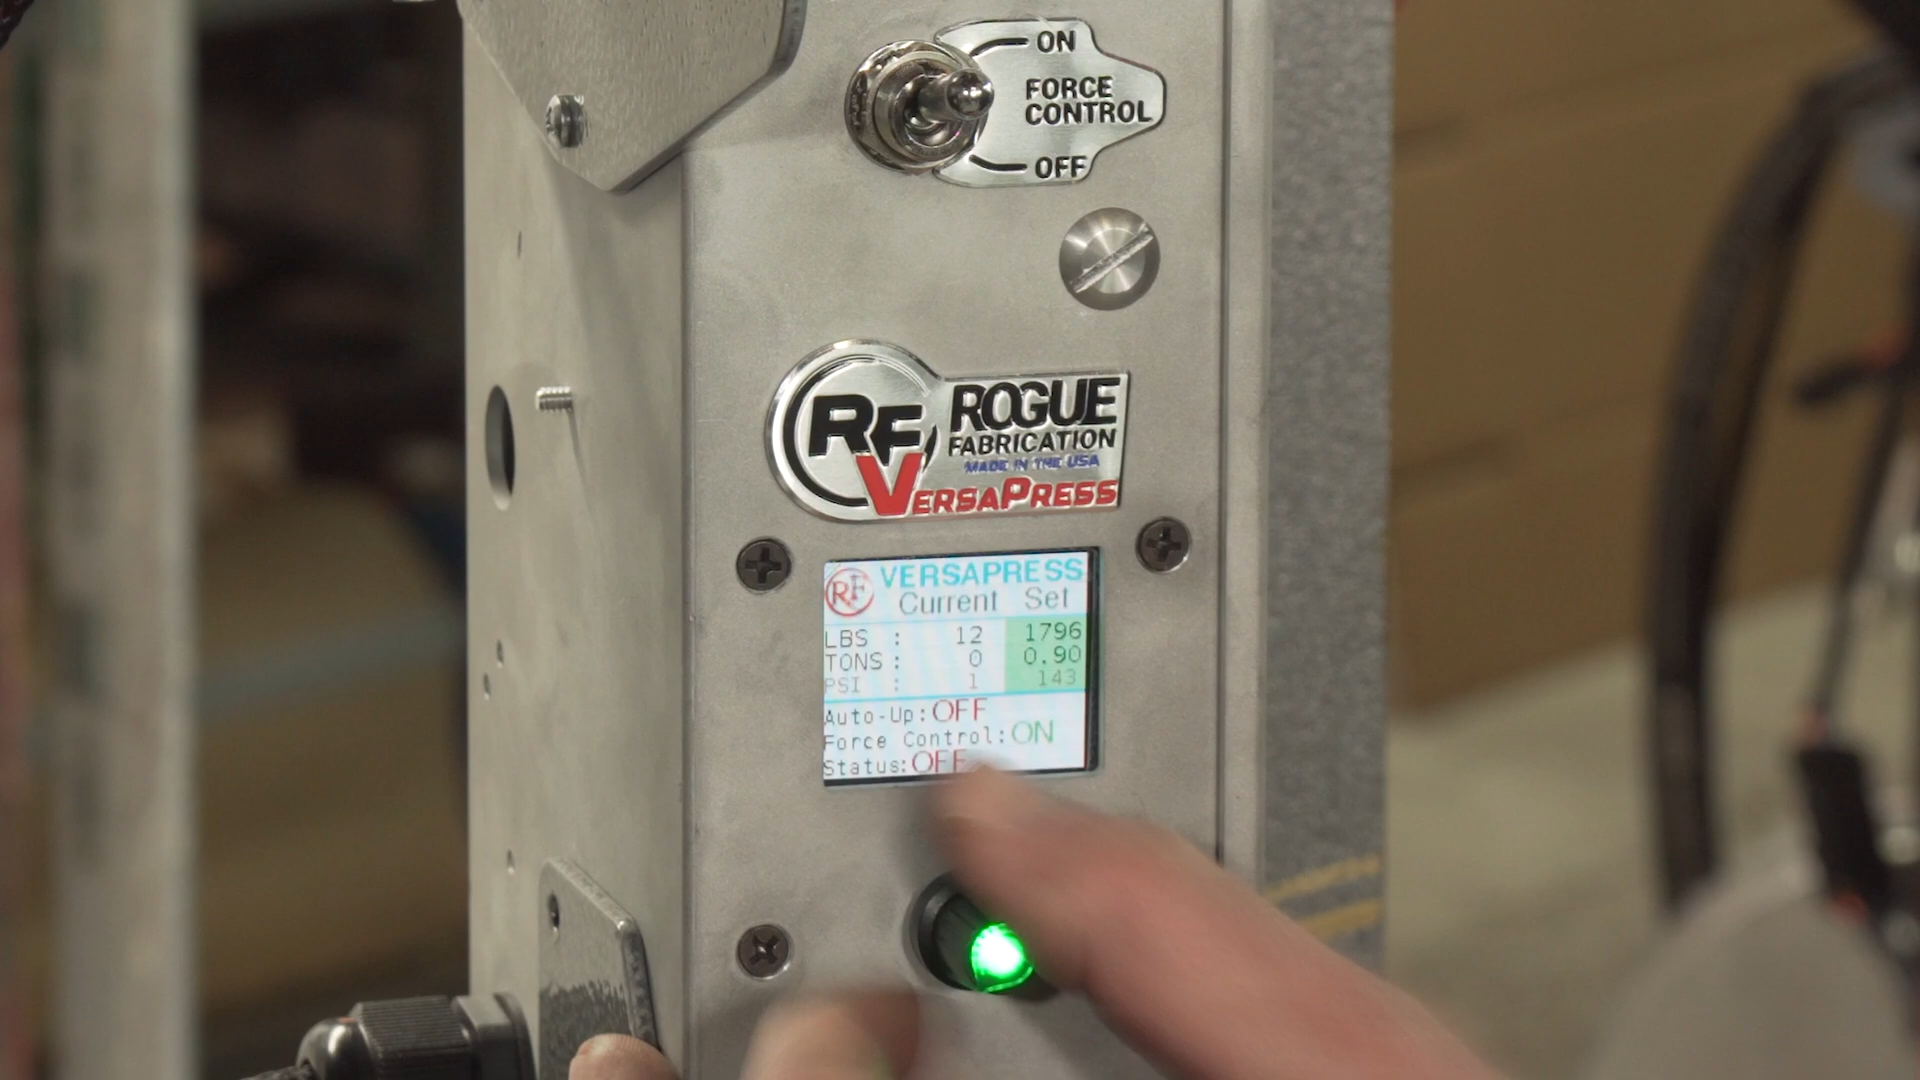 ON
FORCE
CONTROL
OFF
RF
ROGUE
FABRICATION
MADE IN THE USA
VERSAPRESS
RF VERSAPRESS
Current Set
LBS : 12 1796
TONS : 0 0.90
PSI : 1 143
Auto-Up: OFF
Force Control: ON
Status: OFF